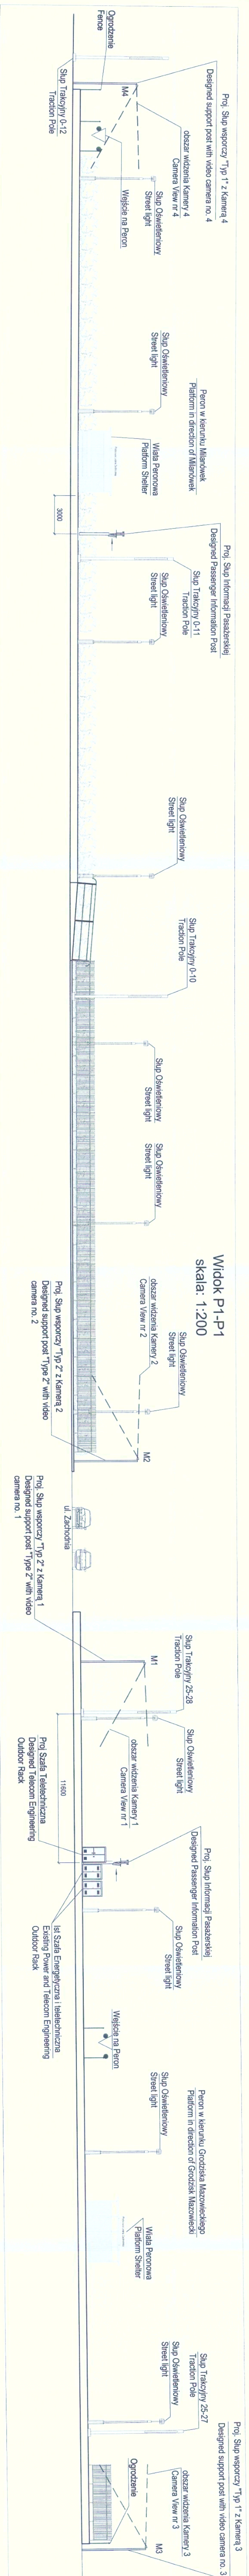 Widok P1-P1
skala: 1:200
Proj. Słup wsporczy "Typ 1" z Kamerą 4
Designed support post with video camera no. 4
obszar widzenia Kamery 4
Camera View nr 4
Ogrodzenie
Fence
M4
Słup Trakcyjny 0-12
Traction Pole
Wejście na Peron
Słup Oświetleniowy
Street light
Słup Oświetleniowy
Street light
Peron w kierunku Milanówek
Platform in direction of Milanówek
Wiata Peronowa
Platform Shelter
3000
Proj. Słup Informacji Pasażerskiej
Designed Passenger Information Post
Słup Trakcyjny 0-11
Traction Pole
Słup Oświetleniowy
Street light
Słup Oświetleniowy
Street light
Słup Trakcyjny 0-10
Traction Pole
Słup Oświetleniowy
Street light
Słup Oświetleniowy
Street light
Słup Oświetleniowy
Street light
obszar widzenia Kamery 2
Camera View nr 2
M2
Proj. Słup wsporczy "Typ 2" z Kamerą 2
Designed support post "Type 2" with video
camera no. 2
ul. Zachodnia
Proj. Słup wsporczy "Typ 2" z Kamerą 1
Designed support post "Type 2" with video
camera no. 1
M1
Słup Trakcyjny 25-28
Traction Pole
Słup Oświetleniowy
Street light
obszar widzenia Kamery 1
Camera View nr 1
11600
Proj Szafa Teletechniczna
Designed Telecom Engineering
Outdoor Rack
Proj. Słup Informacji Pasażerskiej
Designed Passenger Information Post
Słup Oświetleniowy
Street light
Ist Szafa Energetyczna i teletechniczna
Existing Power and Telecom Engineering
Outdoor Rack
Wejście na Peron
Słup Oświetleniowy
Street light
Peron w kierunku Grodziska Mazowieckiego
Platform in direction of Grodzisk Mazowiecki
Wiata Peronowa
Platform Shelter
Słup Trakcyjny 25-27
Traction Pole
Słup Oświetleniowy
Street light
Ogrodzenie
obszar widzenia Kamery 3
Camera View nr 3
M3
Proj. Słup wsporczy "Typ 1" z Kamerą 3
Designed support post with video camera no. 3